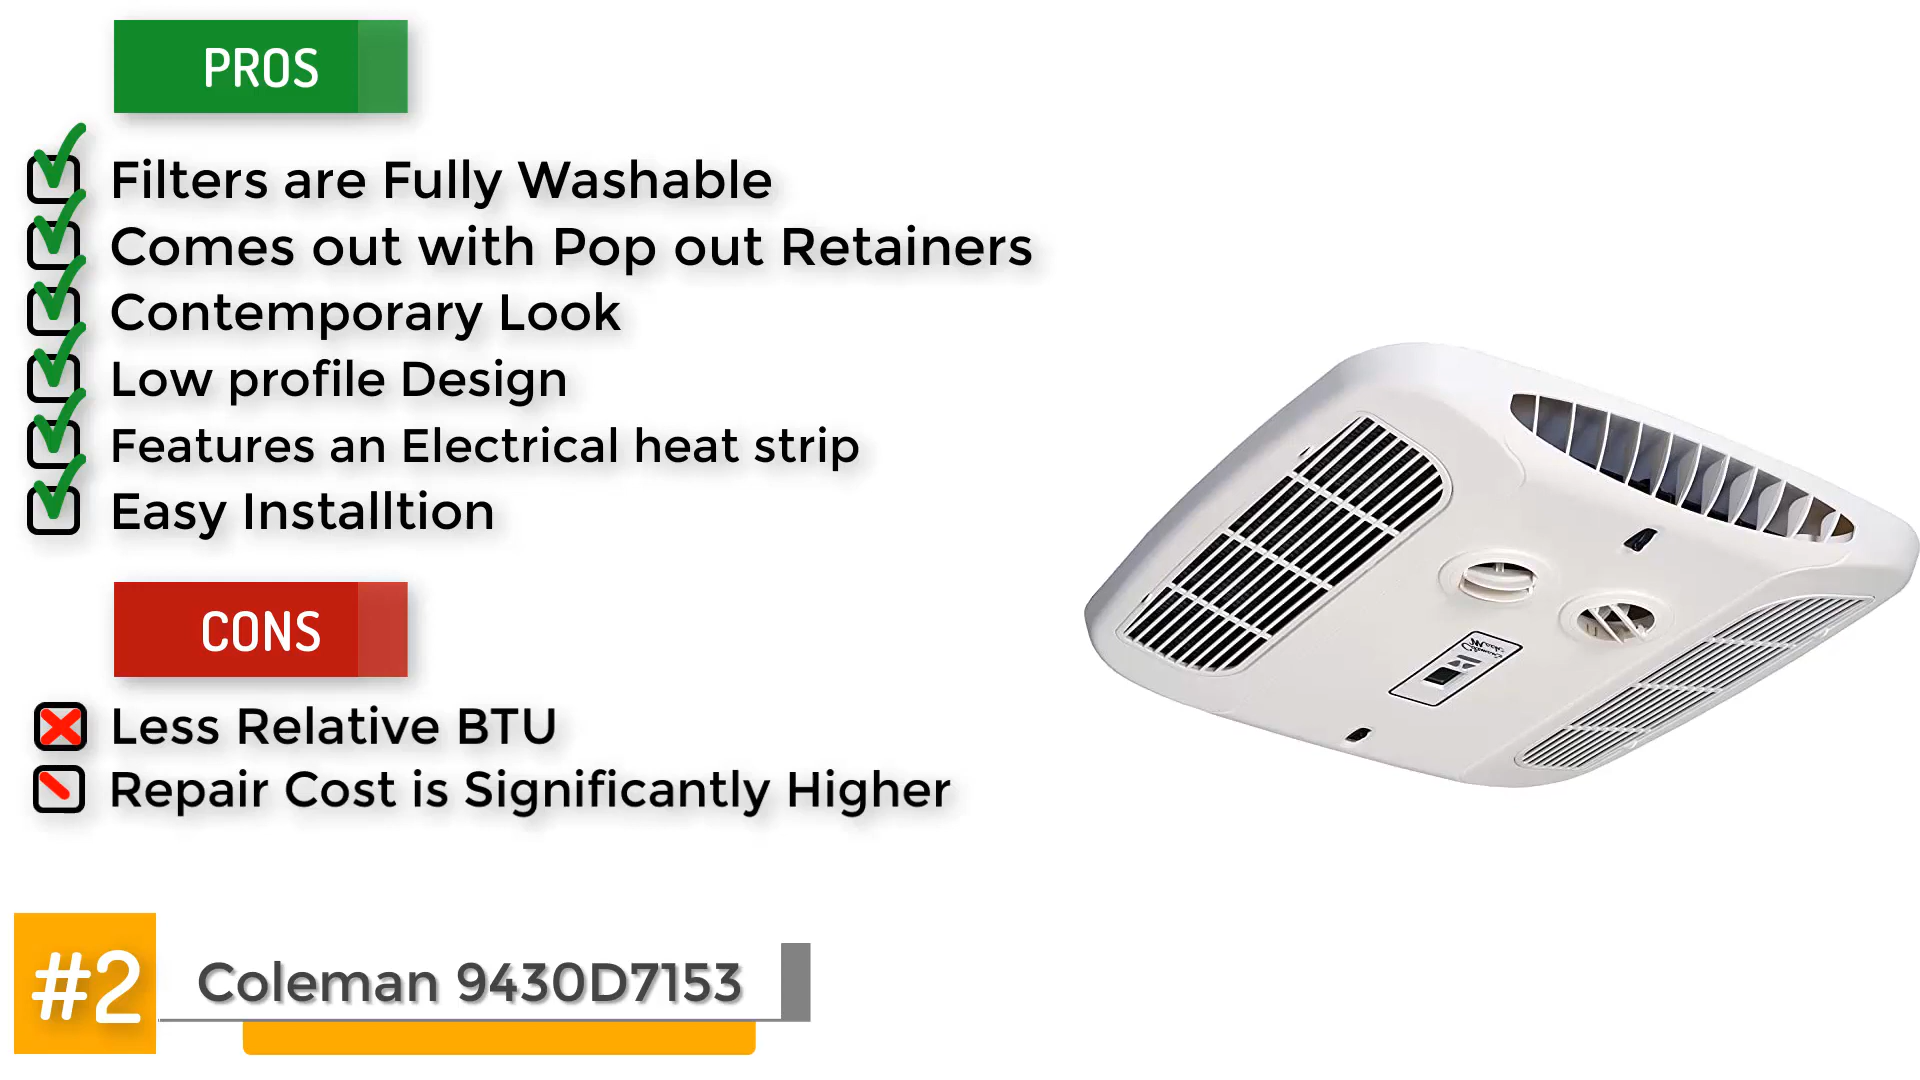 PROS
Filters are Fully Washable
Comes out with Pop out Retainers
Contemporary Look
Low profile Design
Features an Electrical heat strip
Easy Installtion
CONS
Less Relative BTU
Repair Cost is Significantly Higher
#2
Coleman 9430D7153